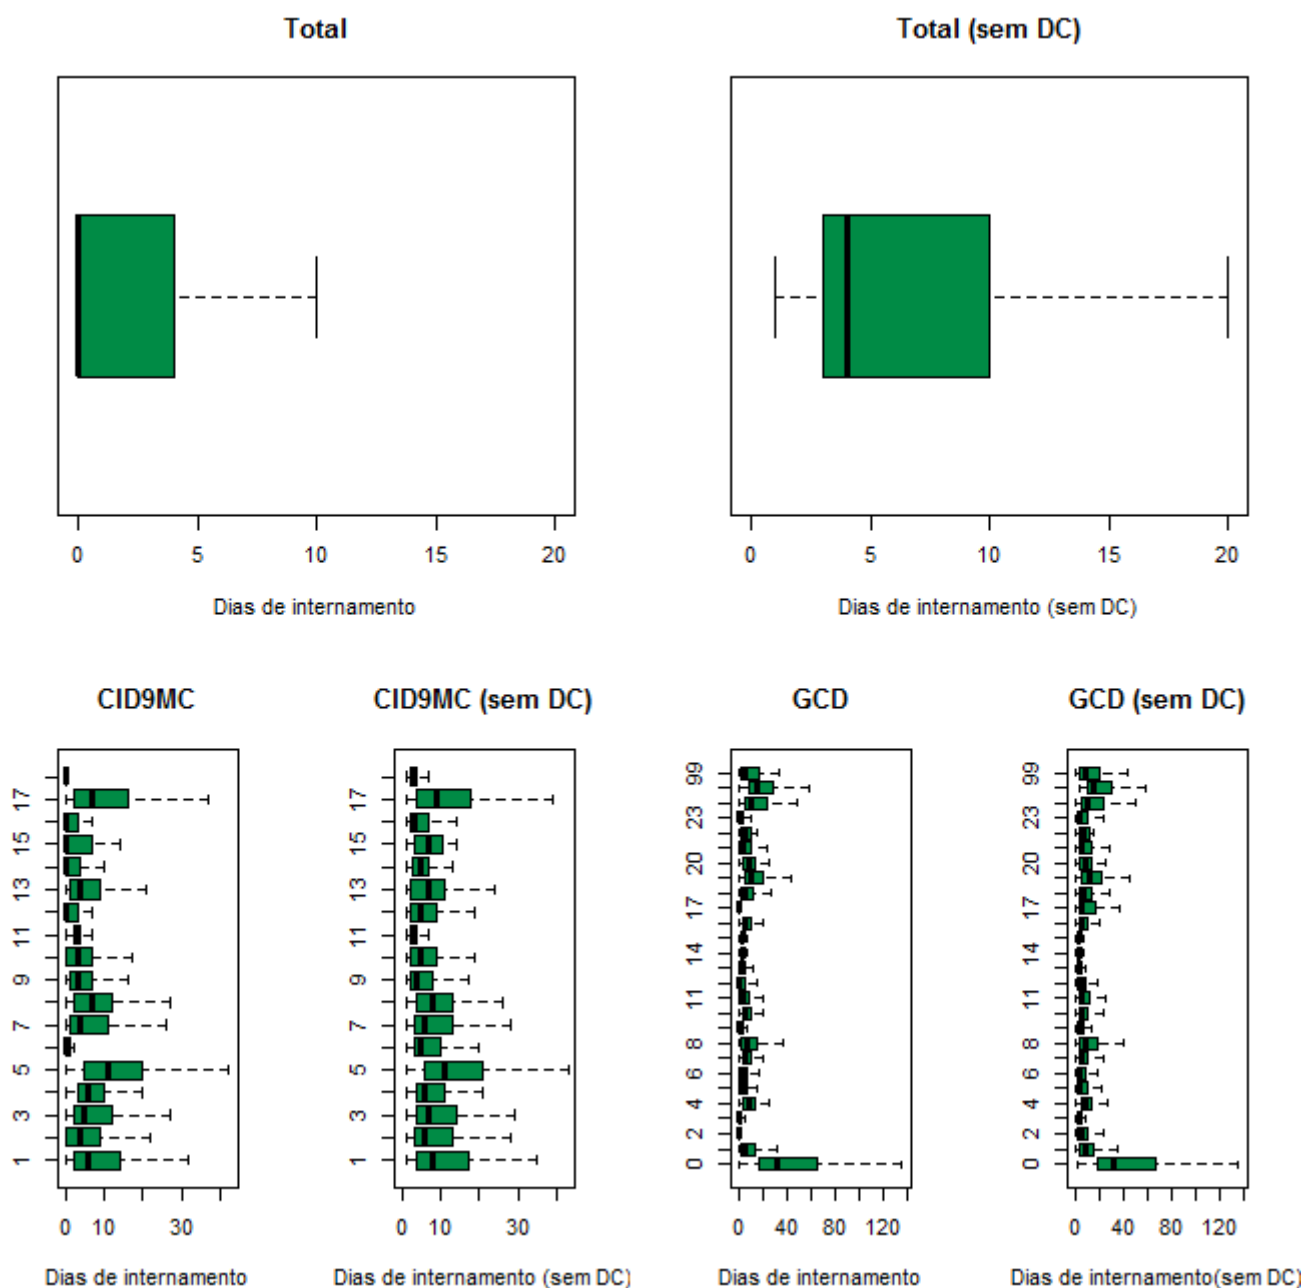 Total
Total (sem DC)
0 5 10 15 20
0 5 10 15 20
Dias de internamento
Dias de internamento (sem DC)
CID9MC
CID9MC (sem DC)
GCD
GCD (sem DC)
17
15
13
11
9
7
5
3
1
0 10 30
17
15
13
11
9
7
5
3
1
0 10 30
99
23
20
17
14
11
8
6
4
2
0
0 40 80 120
99
23
20
17
14
11
8
6
4
2
0
0 40 80 120
Dias de internamento
Dias de internamento (sem DC)
Dias de internamento
Dias de internamento(sem DC)